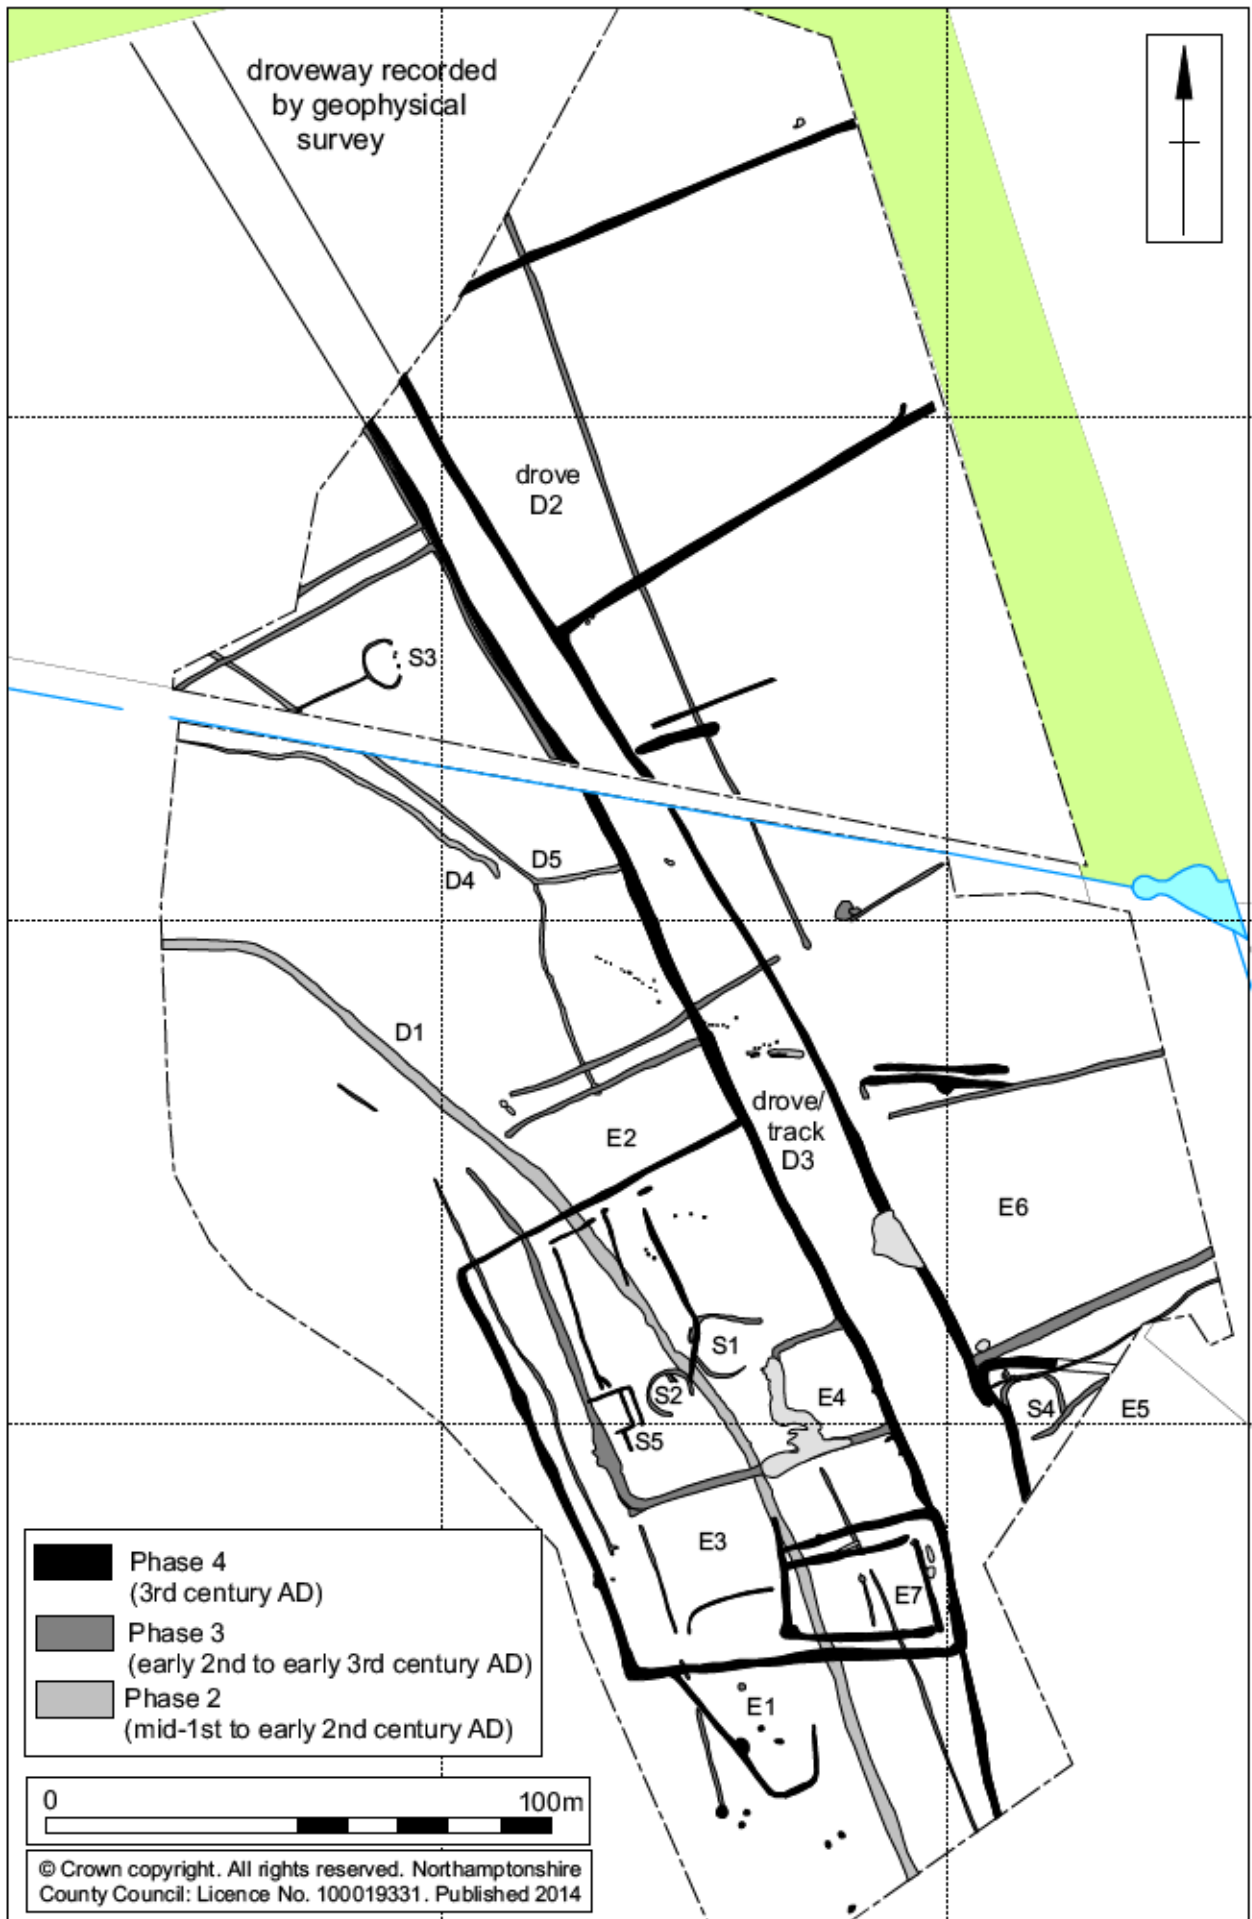 droveway recorded
by geophysical
survey
drove
D2
S3
D5
D4
D1
drove/
track
D3
E2
E6
S1
S2
E4
S4
E5
S5
E3
E7
E1
Phase 4
(3rd century AD)
Phase 3
(early 2nd to early 3rd century AD)
Phase 2
(mid-1st to early 2nd century AD)
0 100m
© Crown copyright. All rights reserved. Northamptonshire
County Council: Licence No. 100019331. Published 2014